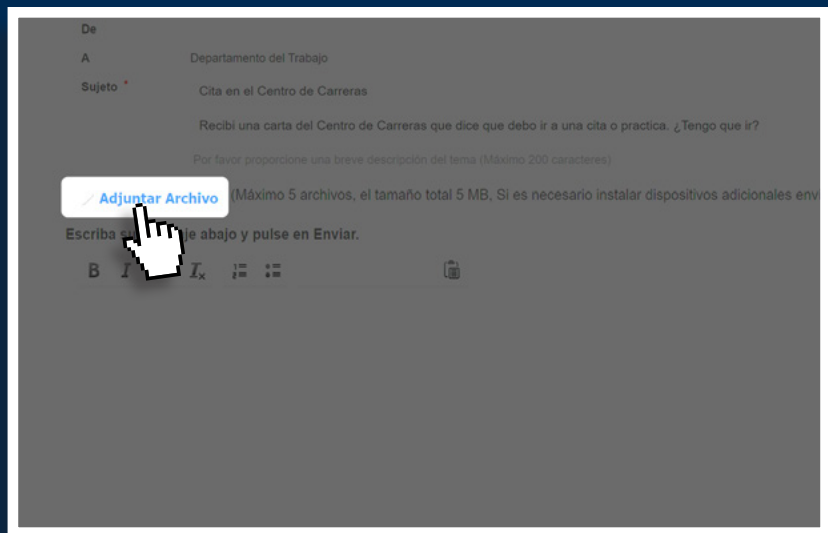 De
A Departamento del Trabajo
Sujeto * Cita en el Centro de Carreras
Recibí una carta del Centro de Carreras que dice que debo ir a una cita o practica. ¿Tengo que ir?
Por favor proporcione una breve descripción del tema (Máximo 200 caracteres)
Adjuntar Archivo (Máximo 5 archivos, el tamaño total 5 MB, Si es necesario instalar dispositivos adicionales
Escriba abajo y pulse en Enviar.
B I Ix